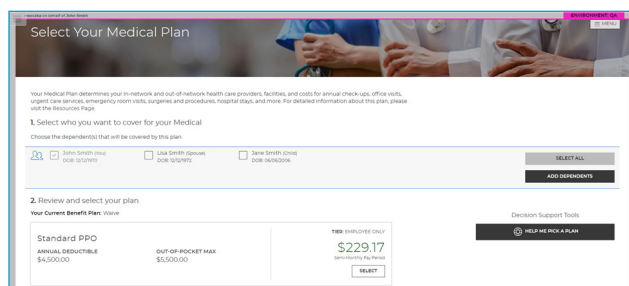 on behalf of John Smith
ENVIRONMENT: QA
MENU
Select Your Medical Plan
Your Medical Plan determines your in-network and out-of-network health care providers, facilities, and costs for annual check-ups, office visits,
urgent care services, emergency room visits, surgeries and procedures, hospital stays, and more. For detailed information about this plan, please
visit the Resources Page.
1. Select who you want to cover for your Medical
Choose the dependent(s) that will be covered by this plan.
John Smith (You)
DOB: 12/12/1970
Lisa Smith (Spouse)
DOB: 12/12/1972
Jane Smith (Child)
DOB: 06/06/2006
SELECT ALL
ADD DEPENDENTS
2. Review and select your plan
Your Current Benefit Plan: Waive
Decision Support Tools
HELP ME PICK A PLAN
Standard PPO
ANNUAL DEDUCTIBLE
$4,500.00
OUT-OF-POCKET MAX
$5,500.00
TIER: EMPLOYEE ONLY
$229.17
Semi-Monthly Pay Period
SELECT